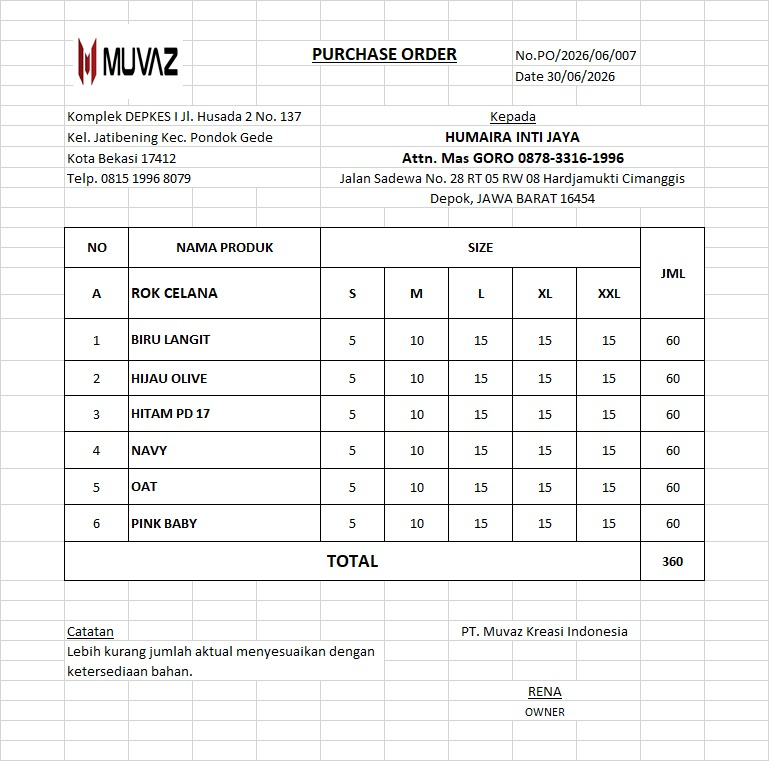 MUVAZ
PURCHASE ORDER
No.PO/2026/06/007
Date 30/06/2026
Komplek DEPKES I Jl. Husada 2 No. 137
Kel. Jatibening Kec. Pondok Gede
Kota Bekasi 17412
Telp. 0815 1996 8079
Kepada
HUMAIRA INTI JAYA
Attn. Mas GORO 0878-3316-1996
Jalan Sadewa No. 28 RT 05 RW 08 Hardjamukti Cimanggis
Depok, JAWA BARAT 16454
NO NAMA PRODUK SIZE JML
A ROK CELANA S M L XL XXL
1 BIRU LANGIT 5 10 15 15 15 60
2 HIJAU OLIVE 5 10 15 15 15 60
3 HITAM PD 17 5 10 15 15 15 60
4 NAVY 5 10 15 15 15 60
5 OAT 5 10 15 15 15 60
6 PINK BABY 5 10 15 15 15 60
TOTAL 360
Catatan
Lebih kurang jumlah aktual menyesuaikan dengan
ketersediaan bahan.
PT. Muvaz Kreasi Indonesia
RENA
OWNER